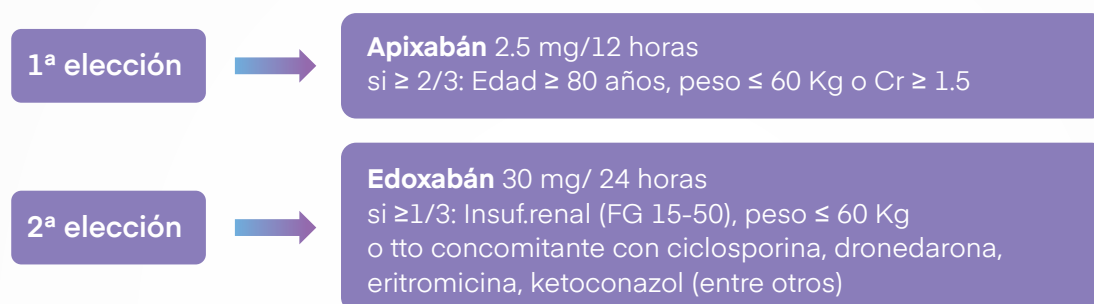 1ª elección
Apixabán 2.5 mg/12 horas
si ≥ 2/3: Edad ≥ 80 años, peso ≤ 60 Kg o Cr ≥ 1.5
2ª elección
Edoxabán 30 mg/ 24 horas
si ≥1/3: Insuf.renal (FG 15-50), peso ≤ 60 Kg
o tto concomitante con ciclosporina, dronedarona,
eritromicina, ketoconazol (entre otros)